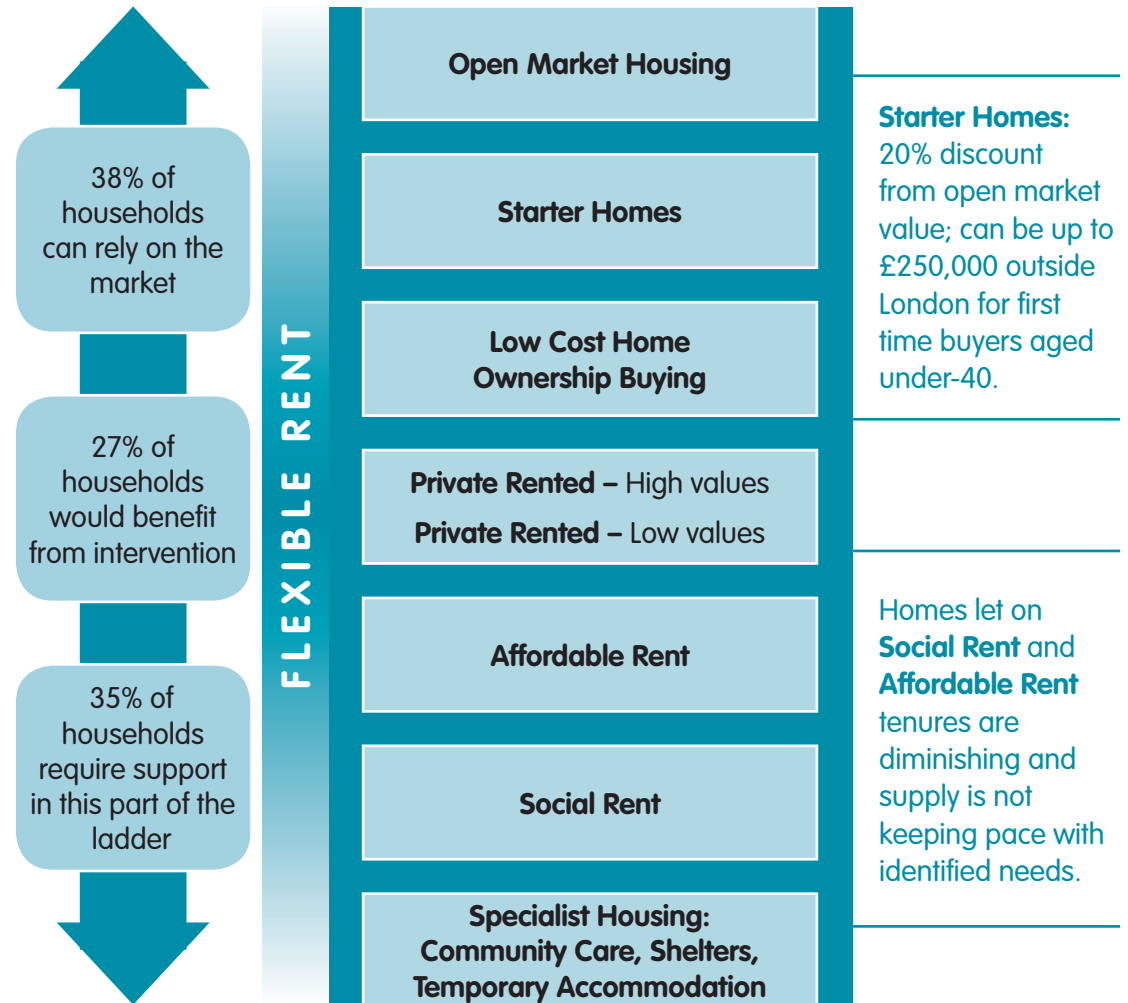 38% of
households
can rely on the
market
27% of
households
would benefit
from intervention
35% of
households
require support
in this part of the
ladder
FLEXIBLE RENT
Open Market Housing
Starter Homes
Low Cost Home
Ownership Buying
Private Rented – High values
Private Rented – Low values
Affordable Rent
Social Rent
Specialist Housing:
Community Care, Shelters,
Temporary Accommodation
Starter Homes:
20% discount
from open market
value; can be up to
£250,000 outside
London for first
time buyers aged
under-40.
Homes let on
Social Rent and
Affordable Rent
tenures are
diminishing and
supply is not
keeping pace with
identified needs.